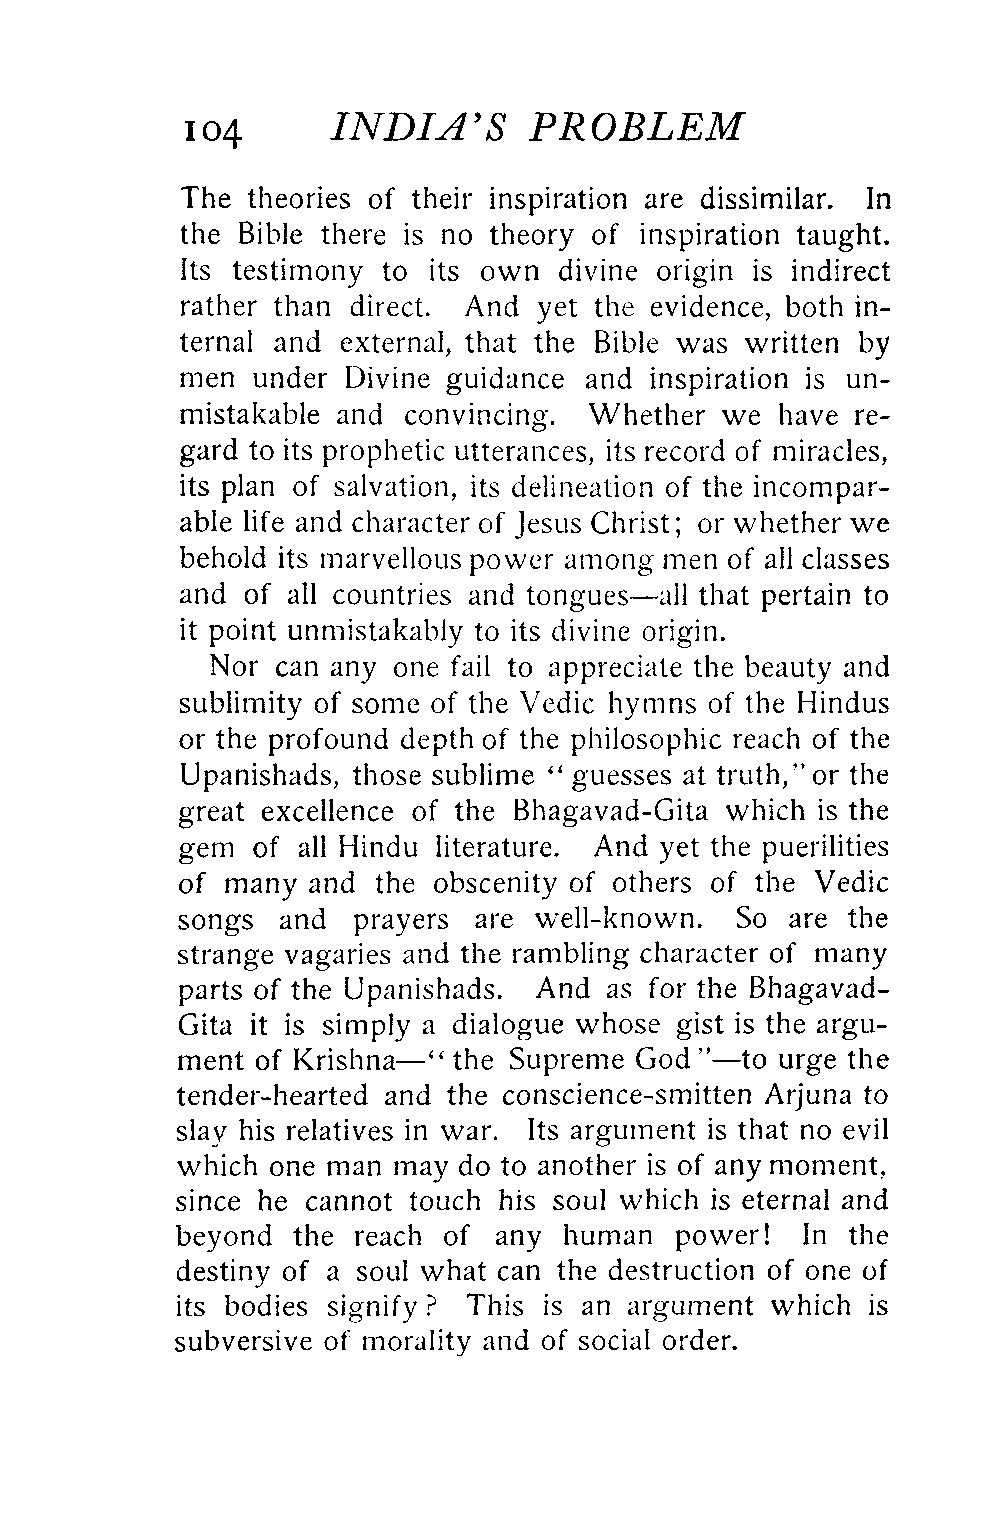 104 INDIA'S PROBLEM
The theories of their inspiration are dissimilar. In
the Bible there is no theory of inspiration taught.
Its testimony to its own divine origin is indirect
rather than direct. And yet the evidence, both in-
ternal and external, that the Bible was written by
men under Divine guidance and inspiration is un-
mistakable and convincing. Whether we have re-
gard to its prophetic utterances, its record of miracles,
its plan of salvation, its delineation of the incompar-
able life and character of Jesus Christ; or whether we
behold its marvellous power among men of all classes
and of all countries and tongues—all that pertain to
it point unmistakably to its divine origin.
Nor can any one fail to appreciate the beauty and
sublimity of some of the Vedic hymns of the Hindus
or the profound depth of the philosophic reach of the
Upanishads, those sublime "guesses at truth," or the
great excellence of the Bhagavad-Gita which is the
gem of all Hindu literature. And yet the puerilities
of many and the obscenity of others of the Vedic
songs and prayers are well-known. So are the
strange vagaries and the rambling character of many
parts of the Upanishads. And as for the Bhagavad-
Gita it is simply a dialogue whose gist is the argu-
ment of Krishna—"the Supreme God"—to urge the
tender-hearted and the conscience-smitten Arjuna to
slay his relatives in war. Its argument is that no evil
which one man may do to another is of any moment,
since he cannot touch his soul which is eternal and
beyond the reach of any human power! In the
destiny of a soul what can the destruction of one of
its bodies signify? This is an argument which is
subversive of morality and of social order.